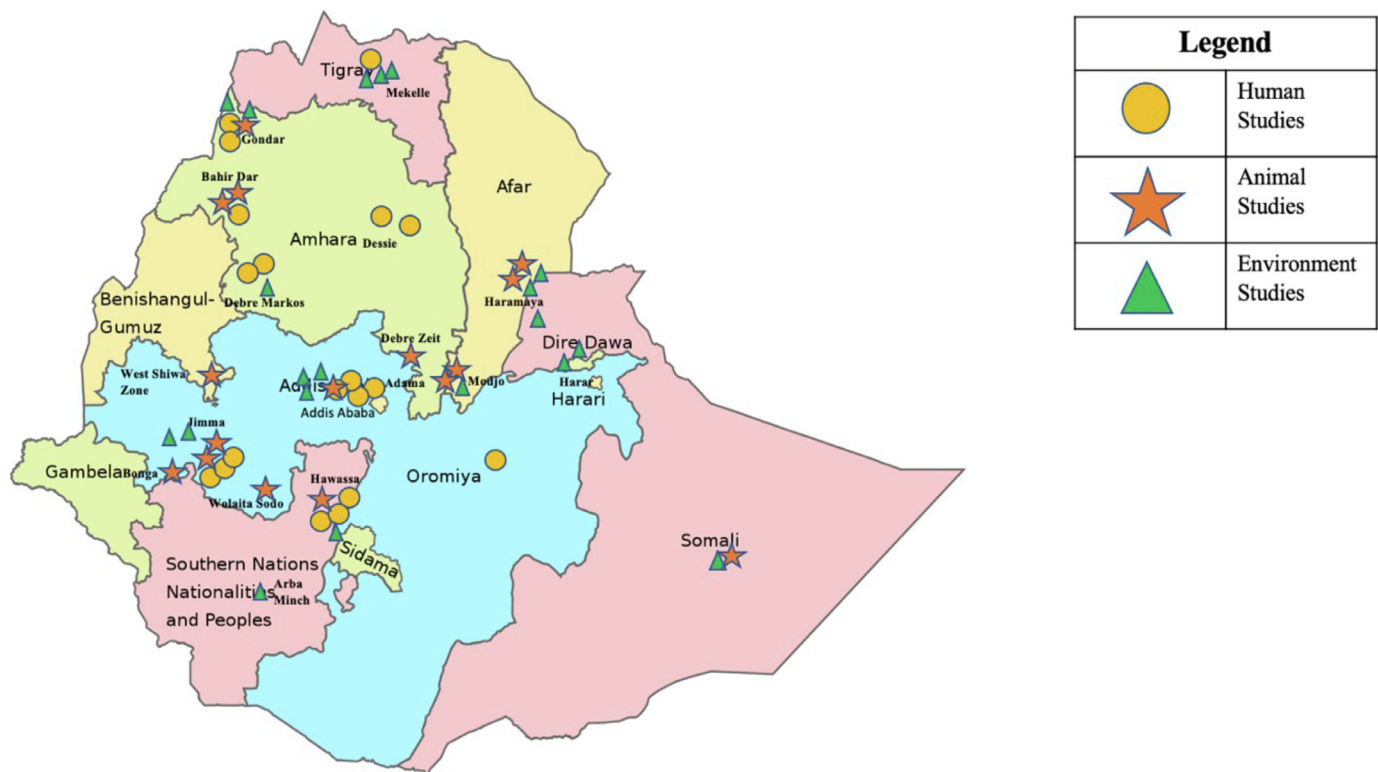 Legend
Human
Studies
Animal
Studies
Environment
Studies
Tigray
Mekelle
Gondar
Bahir Dar
Afar
Amhara
Dessie
Benishangul-
Gumuz
Debre Markos
Haramaya
Debre Zeit
Dire Dawa
West Shiwa
Zone
Adama
Modjo
Harar
Harari
Addis Ababa
Jimma
Gambela
Bonga
Wolaita Sodo
Hawassa
Oromiya
Somali
Sidama
Southern Nations
Nationalities
and Peoples
Arba
Minch